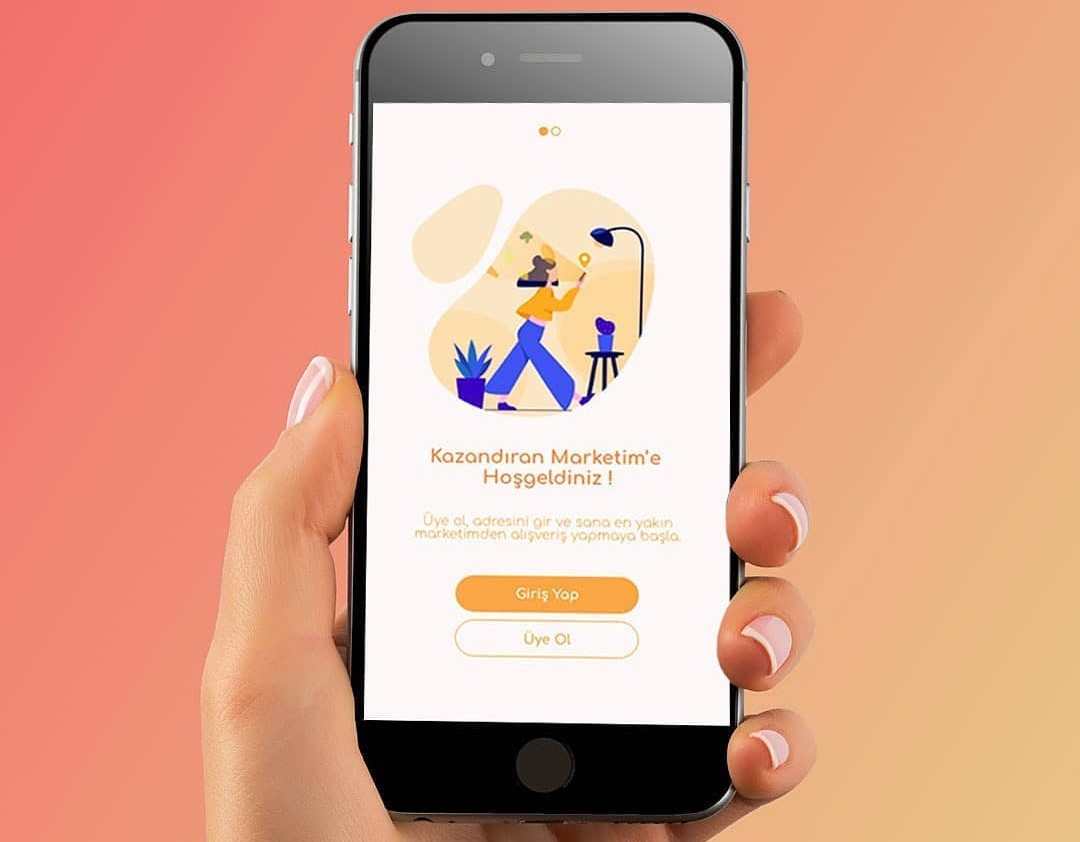 Kazandıran Marketim'e
Hoşgeldiniz !
Üye ol, adresini gir ve sana en yakın
marketimden alışveriş yapmaya başla.
Giriş Yap
Üye Ol